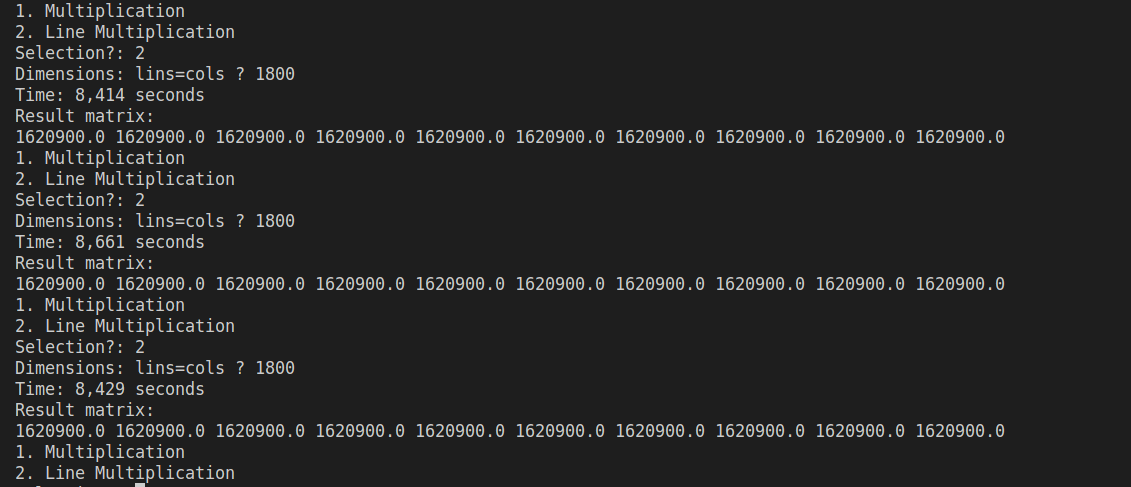 1. Multiplication
2. Line Multiplication
Selection?: 2
Dimensions: lins=cols ? 1800
Time: 8,414 seconds
Result matrix:
1620900.0 1620900.0 1620900.0 1620900.0 1620900.0 1620900.0 1620900.0 1620900.0 1620900.0 1620900.0
1. Multiplication
2. Line Multiplication
Selection?: 2
Dimensions: lins=cols ? 1800
Time: 8,661 seconds
Result matrix:
1620900.0 1620900.0 1620900.0 1620900.0 1620900.0 1620900.0 1620900.0 1620900.0 1620900.0 1620900.0
1. Multiplication
2. Line Multiplication
Selection?: 2
Dimensions: lins=cols ? 1800
Time: 8,429 seconds
Result matrix:
1620900.0 1620900.0 1620900.0 1620900.0 1620900.0 1620900.0 1620900.0 1620900.0 1620900.0 1620900.0
1. Multiplication
2. Line Multiplication